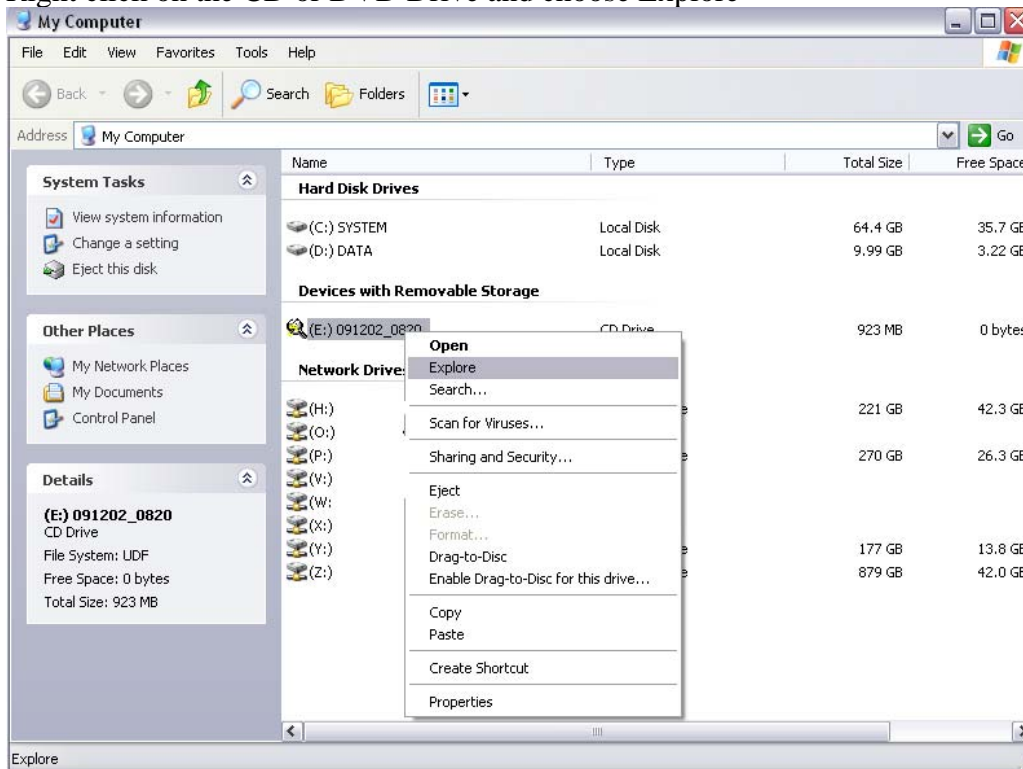 Right click on the CD or DVD Drive and choose Explore
My Computer
File Edit View Favorites Tools Help
Back Search Folders
Address My Computer Go
Name Type Total Size Free Space
System Tasks
View system information
Change a setting
Eject this disk
Other Places
My Network Places
My Documents
Control Panel
Details
(E:) 091202_0820
CD Drive
File System: UDF
Free Space: 0 bytes
Total Size: 923 MB
Hard Disk Drives
(C:) SYSTEM Local Disk 64.4 GB 35.7 GB
(D:) DATA Local Disk 9.99 GB 3.22 GB
Devices with Removable Storage
(E:) 091202_0820 CD Drive 923 MB 0 bytes
Network Drives
(H:) 221 GB 42.3 GB
(O:)
(P:) 270 GB 26.3 GB
(V:)
(W:
(X:)
(Y:) 177 GB 13.8 GB
(Z:) 879 GB 42.0 GB
Open
Explore
Search...
Scan for Viruses...
Sharing and Security...
Eject
Erase...
Format...
Drag-to-Disc
Enable Drag-to-Disc for this drive...
Copy
Paste
Create Shortcut
Properties
Explore